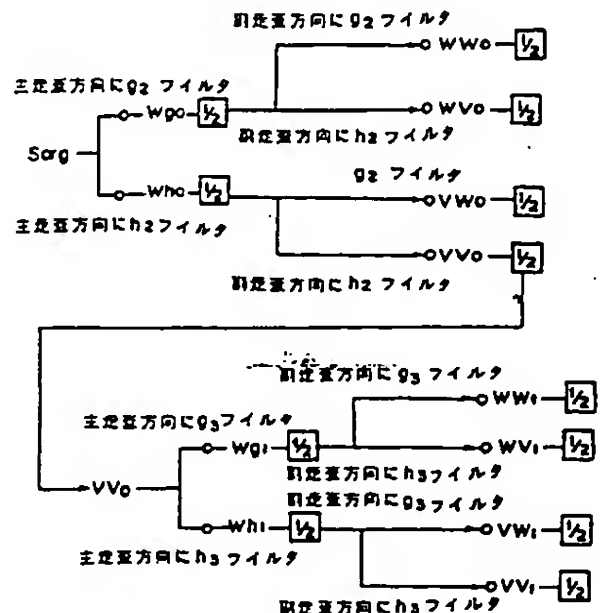 副走査方向にg2フィルタ
WW0 1/2
主走査方向にg2フィルタ
Wg0 1/2
WV0 1/2
副走査方向にh2フィルタ
Sorg
g2フィルタ
Wh0 1/2
VW0 1/2
主走査方向にh2フィルタ
VV0 1/2
副走査方向にh2フィルタ
副走査方向にg3フィルタ
WW1 1/2
主走査方向にg3フィルタ
Wg1 1/2
WV1 1/2
副走査方向にh3フィルタ
副走査方向にg3フィルタ
VV0
Wh1 1/2
VW1 1/2
主走査方向にh3フィルタ
VV1 1/2
副走査方向にh3フィルタ